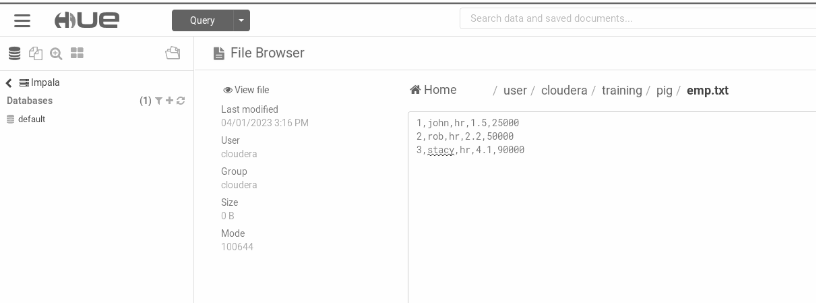 HUE
Query
Search data and saved documents...
Impala
Databases (1)
default
File Browser
View file
Last modified
04/01/2023 3:16 PM
User
cloudera
Group
cloudera
Size
0 B
Mode
100644
Home / user / cloudera / training / pig / emp.txt
1,john,hr,1.5,25000
2,rob,hr,2.2,50000
3,stacy,hr,4.1,90000